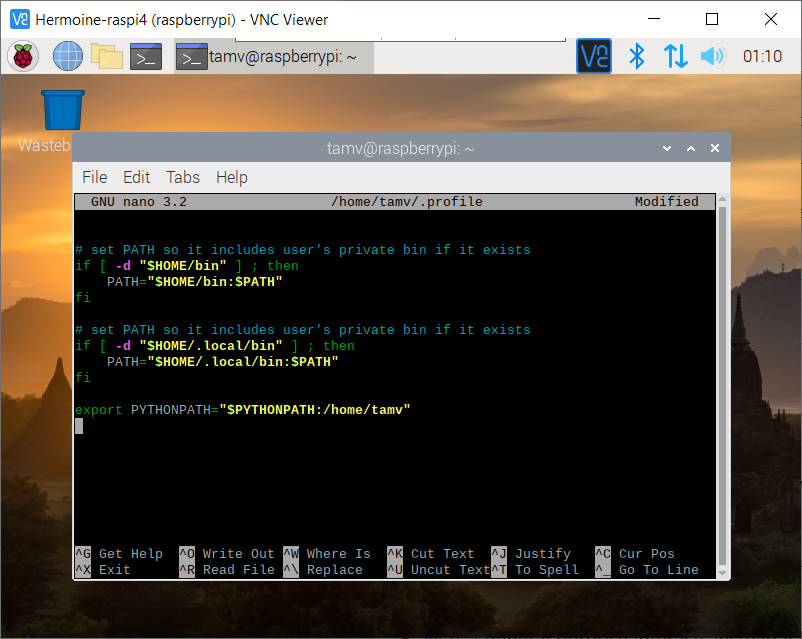 Hermoine-raspi4 (raspberrypi) - VNC Viewer
tamv@raspberrypi: ~
01:10
Wasteb
tamv@raspberrypi: ~
File Edit Tabs Help
GNU nano 3.2 /home/tamv/.profile Modified
# set PATH so it includes user's private bin if it exists
if [ -d "$HOME/bin" ] ; then
PATH="$HOME/bin:$PATH"
fi
# set PATH so it includes user's private bin if it exists
if [ -d "$HOME/.local/bin" ] ; then
PATH="$HOME/.local/bin:$PATH"
fi
export PYTHONPATH="$PYTHONPATH:/home/tamv"
^G Get Help ^O Write Out ^W Where Is ^K Cut Text ^J Justify ^C Cur Pos
^X Exit ^R Read File ^\ Replace ^U Uncut Text ^T To Spell ^_ Go To Line